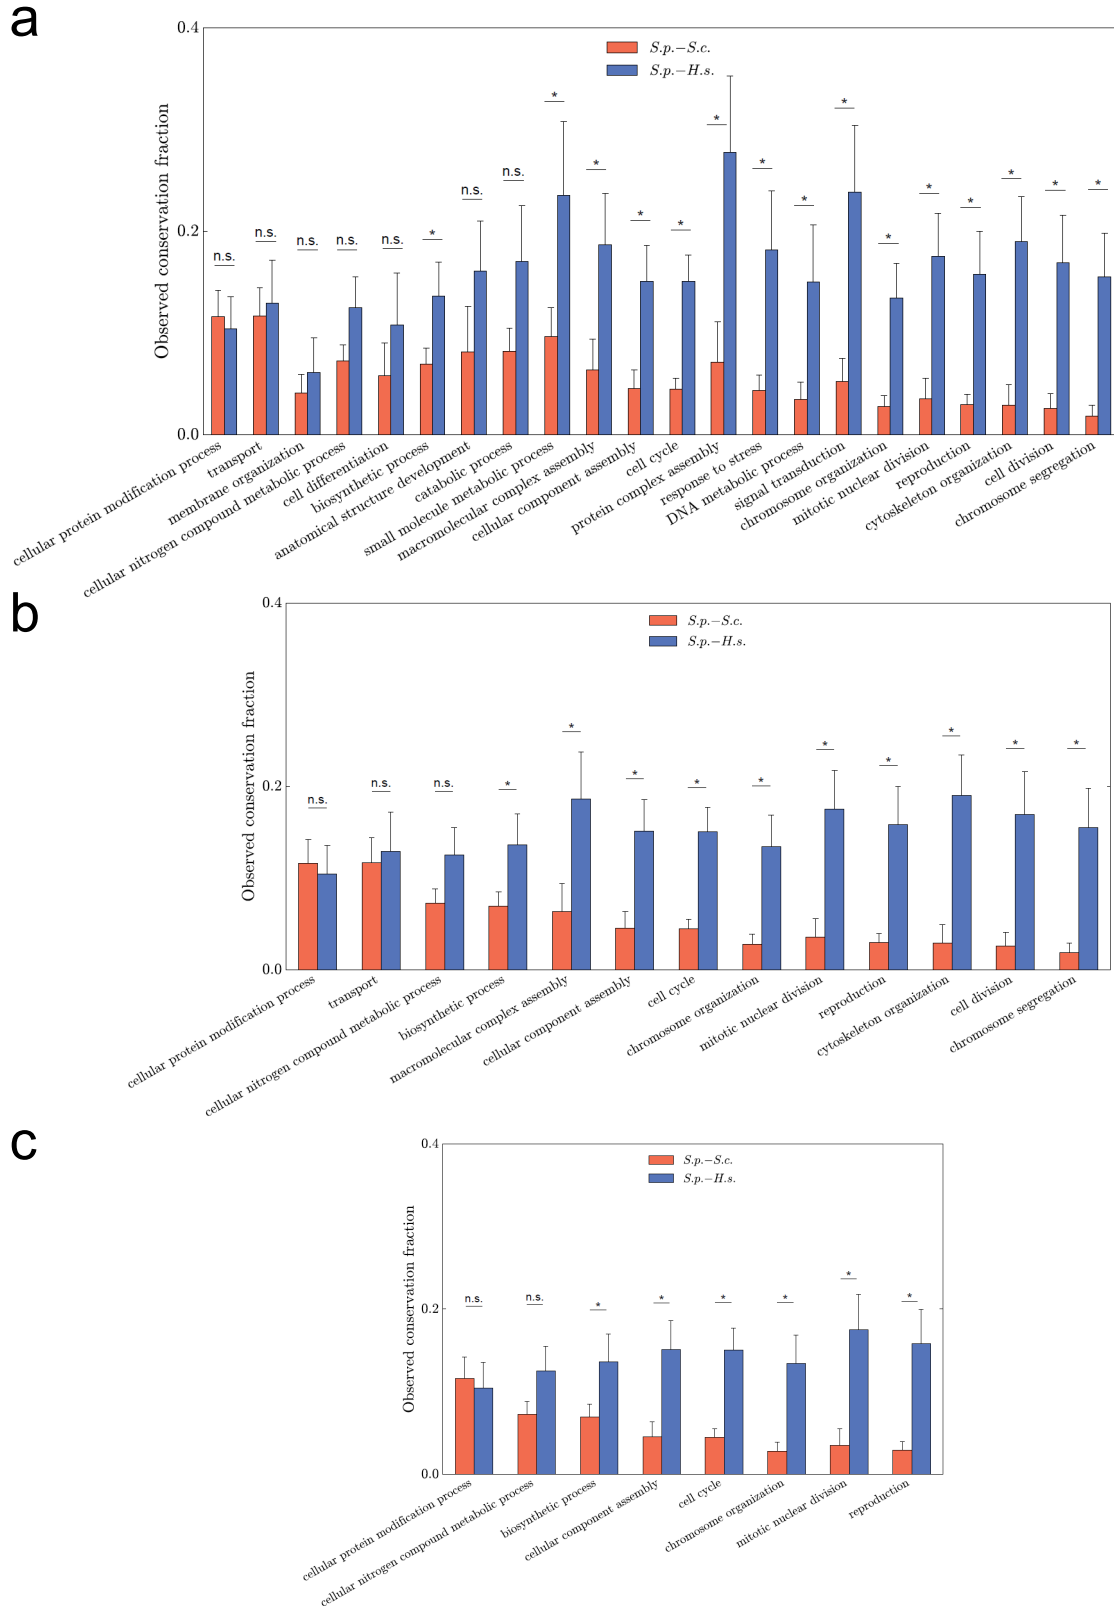 a
0.4
S.p.−S.c.
S.p.−H.s.
Observed conservation fraction
0.2
0.0
n.s.
n.s.
n.s.
n.s.
n.s.
*
n.s.
n.s.
*
*
*
*
*
*
*
*
*
*
*
*
*
*
cellular protein modification process
transport
membrane organization
cellular nitrogen compound metabolic process
cell differentiation
biosynthetic process
anatomical structure development
catabolic process
small molecule metabolic process
macromolecular complex assembly
cellular component assembly
cell cycle
protein complex assembly
response to stress
DNA metabolic process
signal transduction
chromosome organization
mitotic nuclear division
reproduction
cytoskeleton organization
cell division
chromosome segregation
b
0.4
S.p.−S.c.
S.p.−H.s.
Observed conservation fraction
0.2
0.0
n.s.
n.s.
n.s.
*
*
*
*
*
*
*
*
*
*
cellular protein modification process
transport
cellular nitrogen compound metabolic process
biosynthetic process
macromolecular complex assembly
cellular component assembly
cell cycle
chromosome organization
mitotic nuclear division
reproduction
cytoskeleton organization
cell division
chromosome segregation
c
0.4
S.p.−S.c.
S.p.−H.s.
Observed conservation fraction
0.2
0.0
n.s.
n.s.
*
*
*
*
*
*
cellular protein modification process
cellular nitrogen compound metabolic process
biosynthetic process
cellular component assembly
cell cycle
chromosome organization
mitotic nuclear division
reproduction